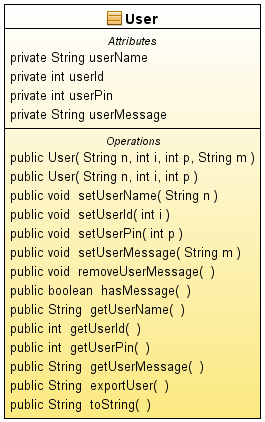 User
Attributes
private String userName
private int userId
private int userPin
private String userMessage
Operations
public User( String n, int i, int p, String m )
public User( String n, int i, int p )
public void setUserName( String n )
public void setUserId( int i )
public void setUserPin( int p )
public void setUserMessage( String m )
public void removeUserMessage( )
public boolean hasMessage( )
public String getUserName( )
public int getUserId( )
public int getUserPin( )
public String getUserMessage( )
public String exportUser( )
public String toString( )